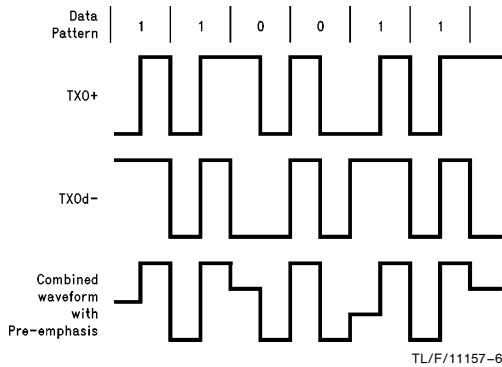 Data
Pattern
1 1 0 0 1 1
TXO+
TXOd-
Combined
waveform
with
Pre-emphasis
TL/F/11157-6